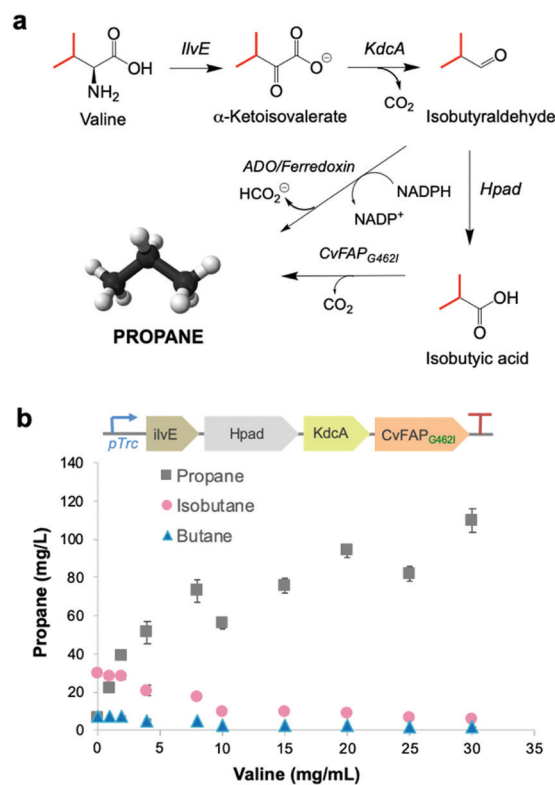 a
IlvE
KdcA
O
OH
NH2
Valine
O
O⊖
O
α-Ketoisovalerate
CO2
O
Isobutyraldehyde
ADO/Ferredoxin
HCO2⊖
NADPH
NADP+
Hpad
CvFAPG462I
CO2
PROPANE
OH
O
Isobutyic acid
b
pTrc
ilvE
Hpad
KdcA
CvFAPG462I
Propane
Isobutane
Butane
Propane (mg/L)
140
120
100
80
60
40
20
0
0
5
10
15
20
25
30
35
Valine (mg/mL)